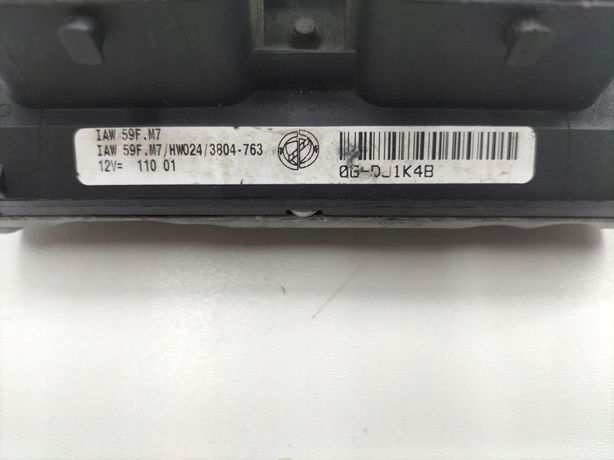 IAW 59F.M7
IAW 59F.M7/HW024/3804-763
12V= 110 01
0G-DJ1K4B